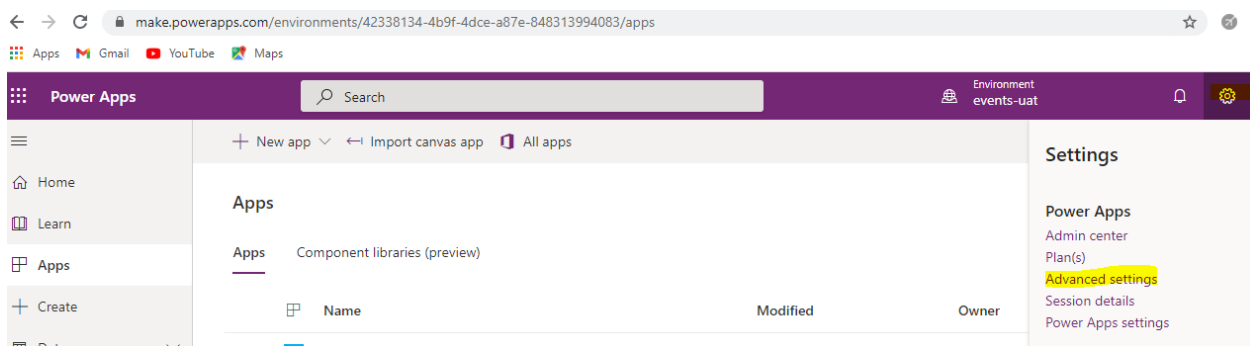 make.powerapps.com/environments/42338134-4b9f-4dce-a87e-848313994083/apps
Apps Gmail YouTube Maps
Power Apps
Search
Environment
events-uat
New app Import canvas app All apps
Home
Learn
Apps
Create
Apps
Apps Component libraries (preview)
Name Modified Owner
Settings
Power Apps
Admin center
Plan(s)
Advanced settings
Session details
Power Apps settings